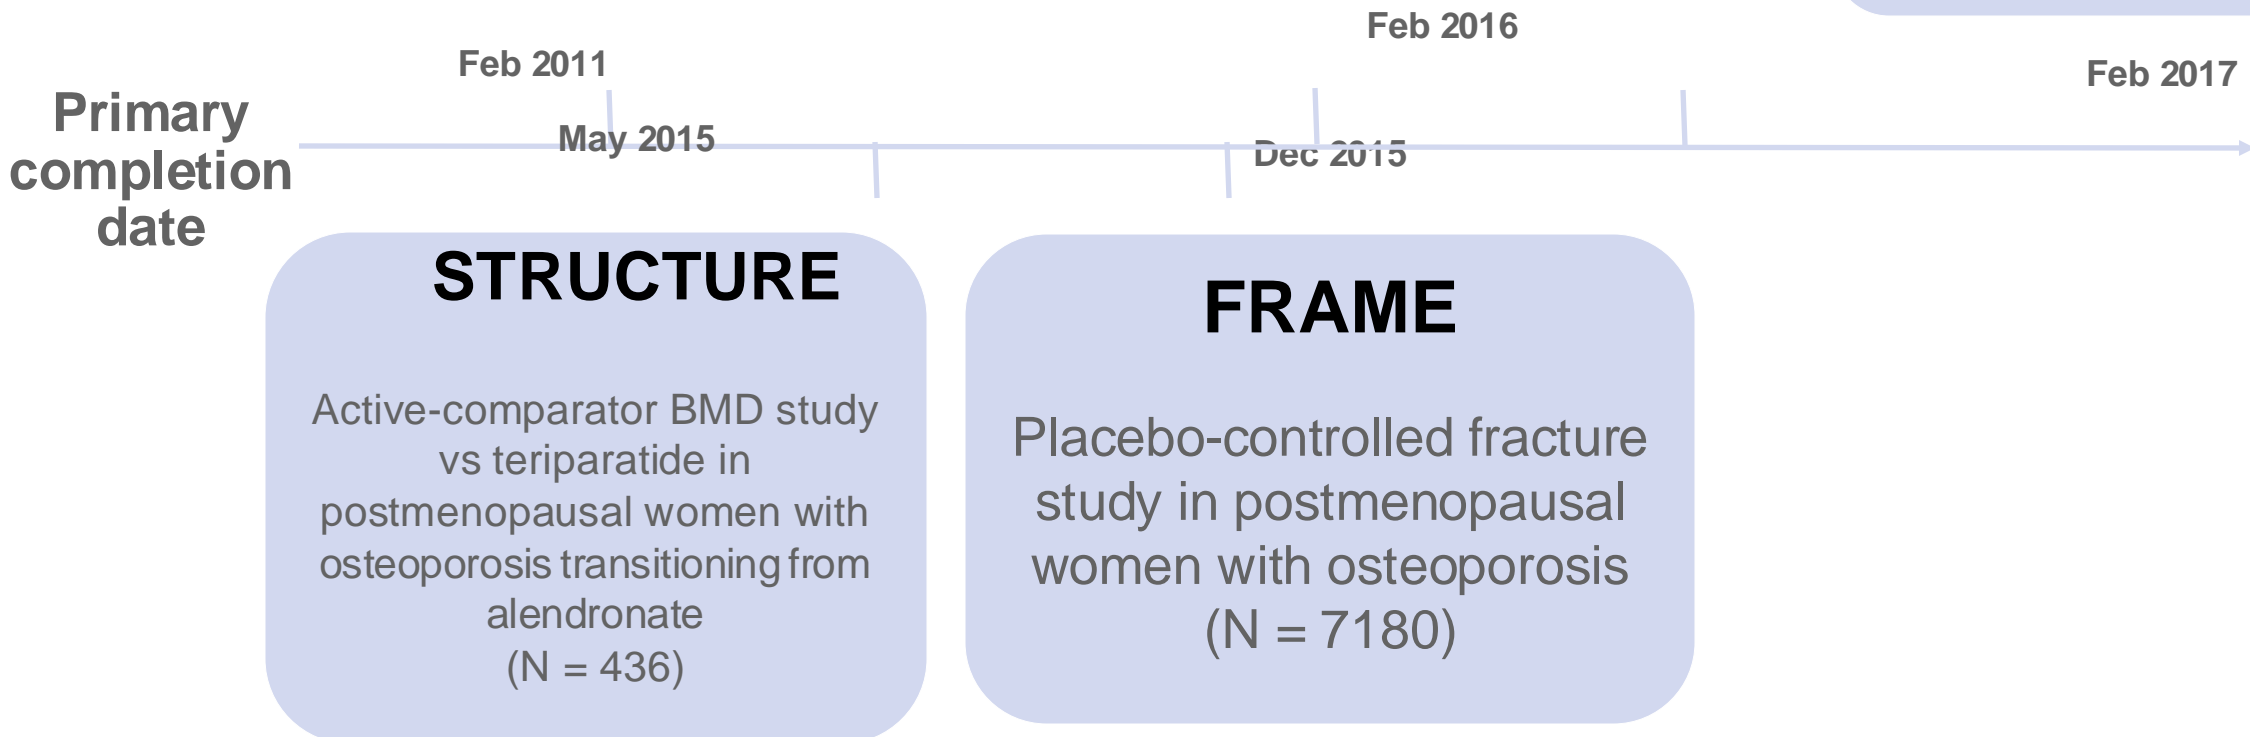 Feb 2016
Feb 2011
Feb 2017
Primary
completion
date
May 2015
Dec 2015
STRUCTURE
Active-comparator BMD study
vs teriparatide in
postmenopausal women with
osteoporosis transitioning from
alendronate
(N = 436)
FRAME
Placebo-controlled fracture
study in postmenopausal
women with osteoporosis
(N = 7180)